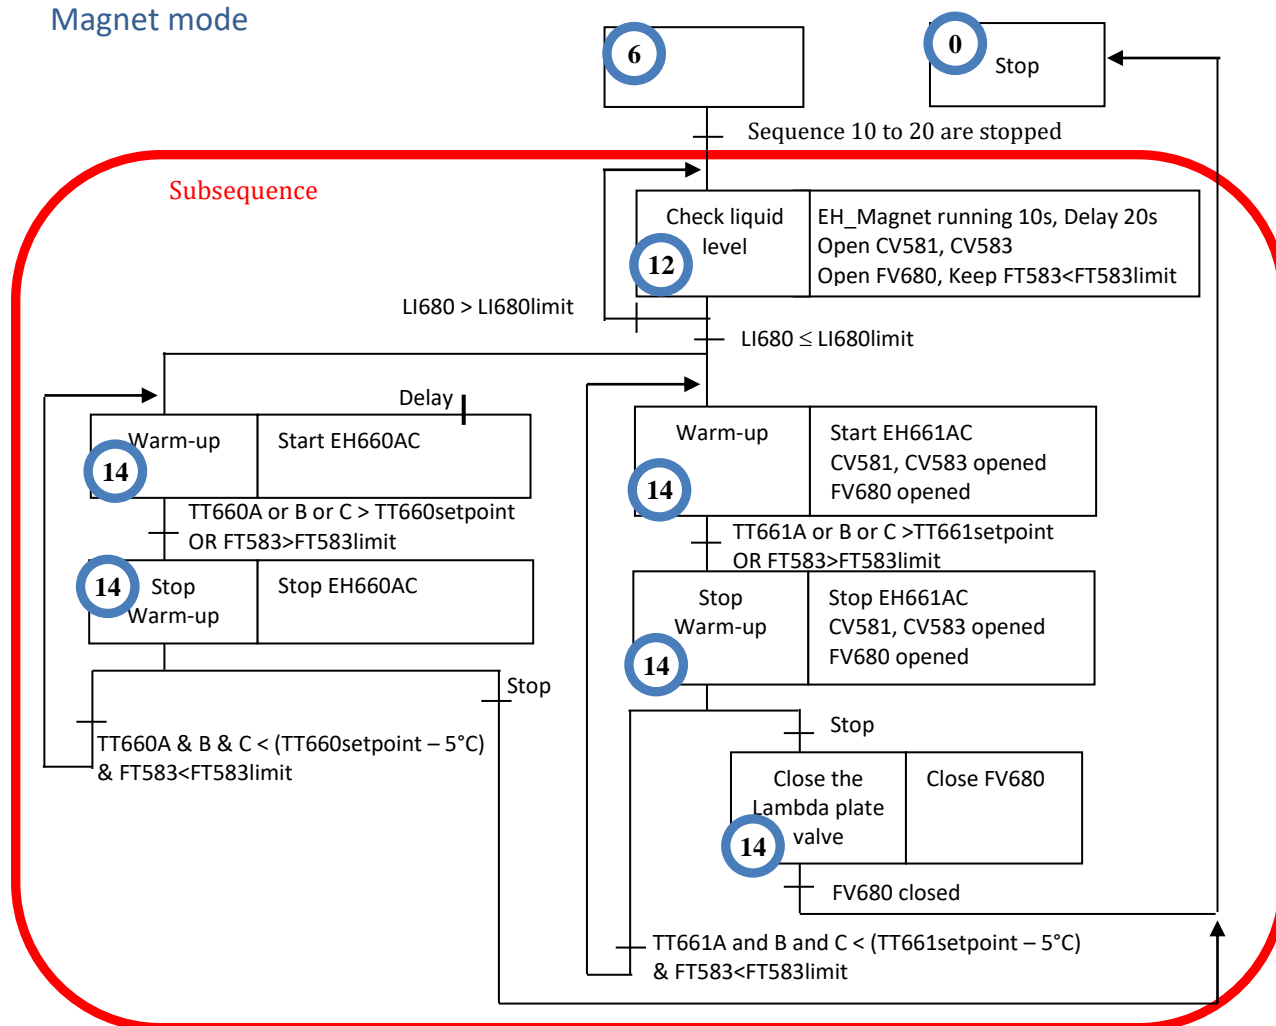 Magnet mode
6
0
Stop
Sequence 10 to 20 are stopped
Subsequence
Check liquid
level
12
EH_Magnet running 10s, Delay 20s
Open CV581, CV583
Open FV680, Keep FT583<FT583limit
LI680 > LI680limit
LI680 ≤ LI680limit
Delay
Warm-up
14
Start EH660AC
TT660A or B or C > TT660setpoint
OR FT583>FT583limit
14
Stop
Warm-up
Stop EH660AC
Stop
TT660A & B & C < (TT660setpoint – 5°C)
& FT583<FT583limit
Warm-up
14
Start EH661AC
CV581, CV583 opened
FV680 opened
TT661A or B or C >TT661setpoint
OR FT583>FT583limit
Stop
Warm-up
14
Stop EH661AC
CV581, CV583 opened
FV680 opened
Stop
Close the
Lambda plate
valve
14
Close FV680
FV680 closed
TT661A and B and C < (TT661setpoint – 5°C)
& FT583<FT583limit